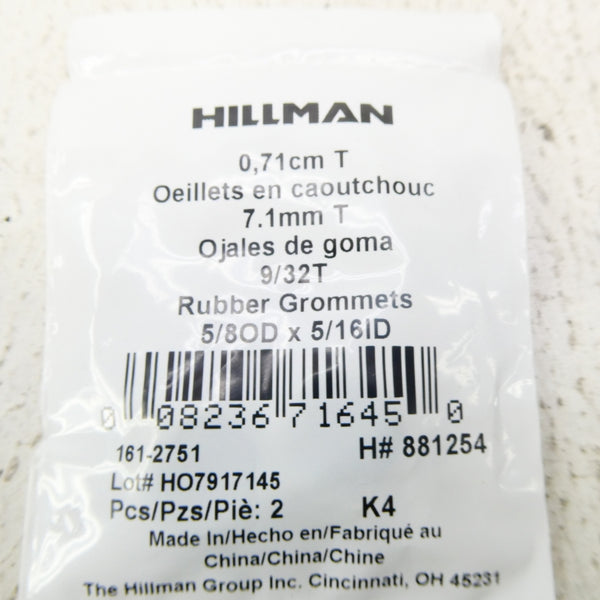 HILLMAN
0,71cm T
Oeillets en caoutchouc
7.1mm T
Ojales de goma
9/32T
Rubber Grommets
5/8OD x 5/16ID
0 08236 71645 0
161-2751 H# 881254
Lot# HO7917145
Pcs/Pzs/Piè: 2 K4
Made In/Hecho en/Fabriqué au
China/China/Chine
The Hillman Group Inc. Cincinnati, OH 45231